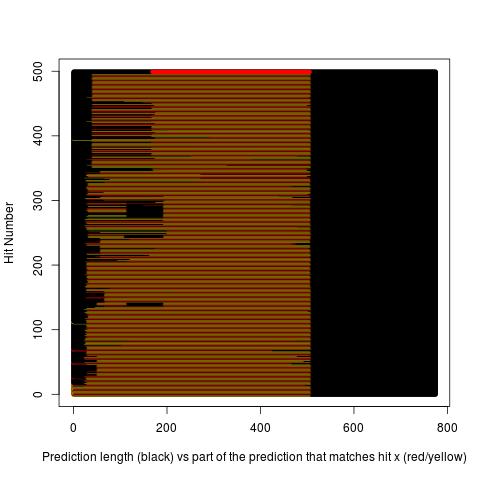 500
400
300
200
100
0
Hit Number
0 200 400 600 800
Prediction length (black) vs part of the prediction that matches hit x (red/yellow)